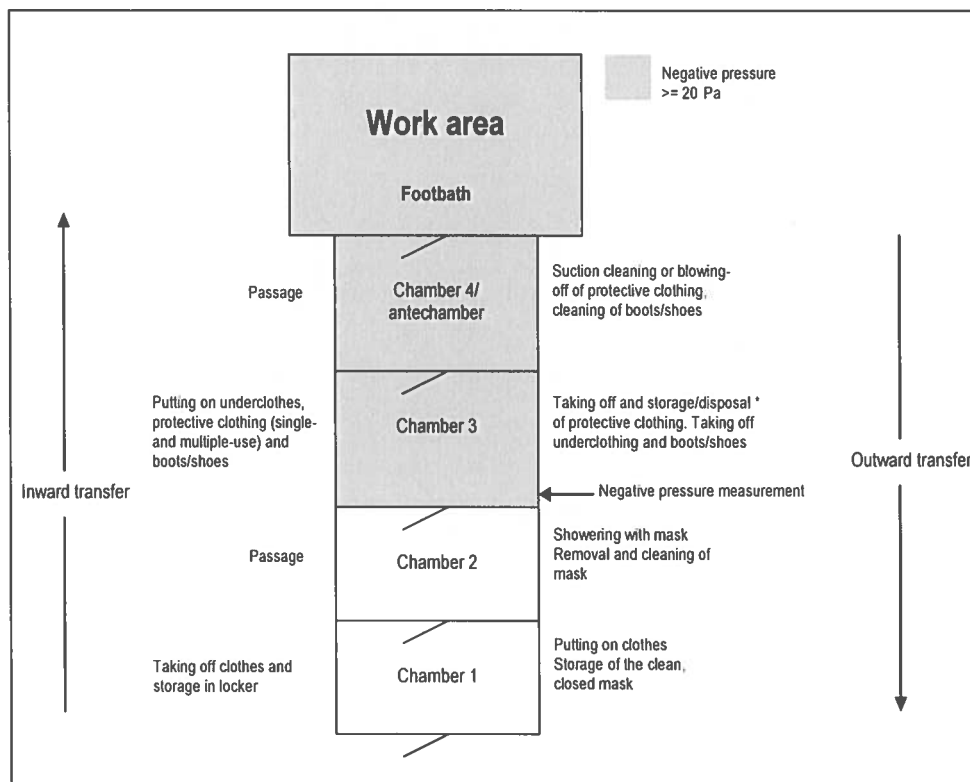 Negative pressure
>= 20 Pa
Work area
Footbath
Passage
Chamber 4/
antechamber
Suction cleaning or blowing-
off of protective clothing,
cleaning of boots/shoes
Putting on underclothes,
protective clothing (single-
and multiple-use) and
boots/shoes
Chamber 3
Taking off and storage/disposal *
of protective clothing. Taking off
underclothing and boots/shoes
Inward transfer
Outward transfer
Negative pressure measurement
Passage
Chamber 2
Showering with mask
Removal and cleaning of
mask
Taking off clothes and
storage in locker
Chamber 1
Putting on clothes
Storage of the clean,
closed mask